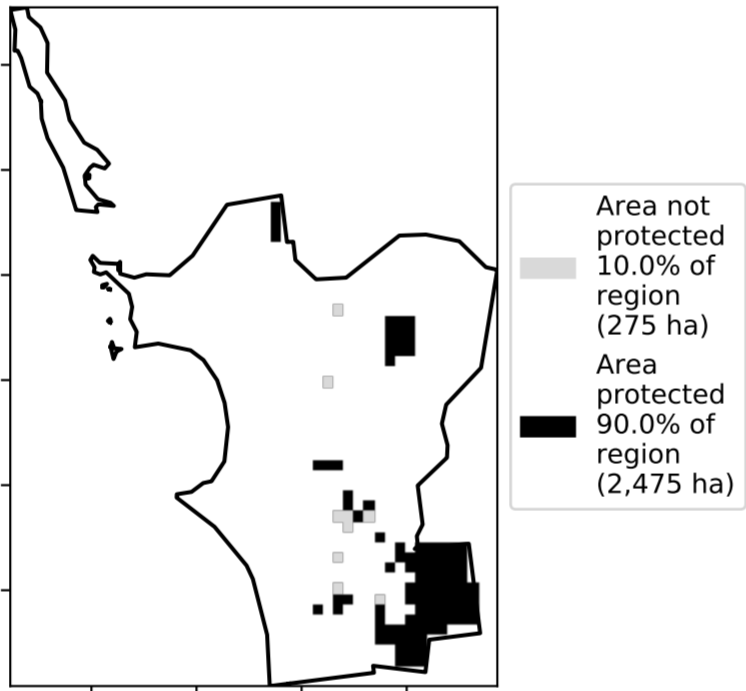 Area not
protected
10.0% of
region
(275 ha)
Area
protected
90.0% of
region
(2,475 ha)